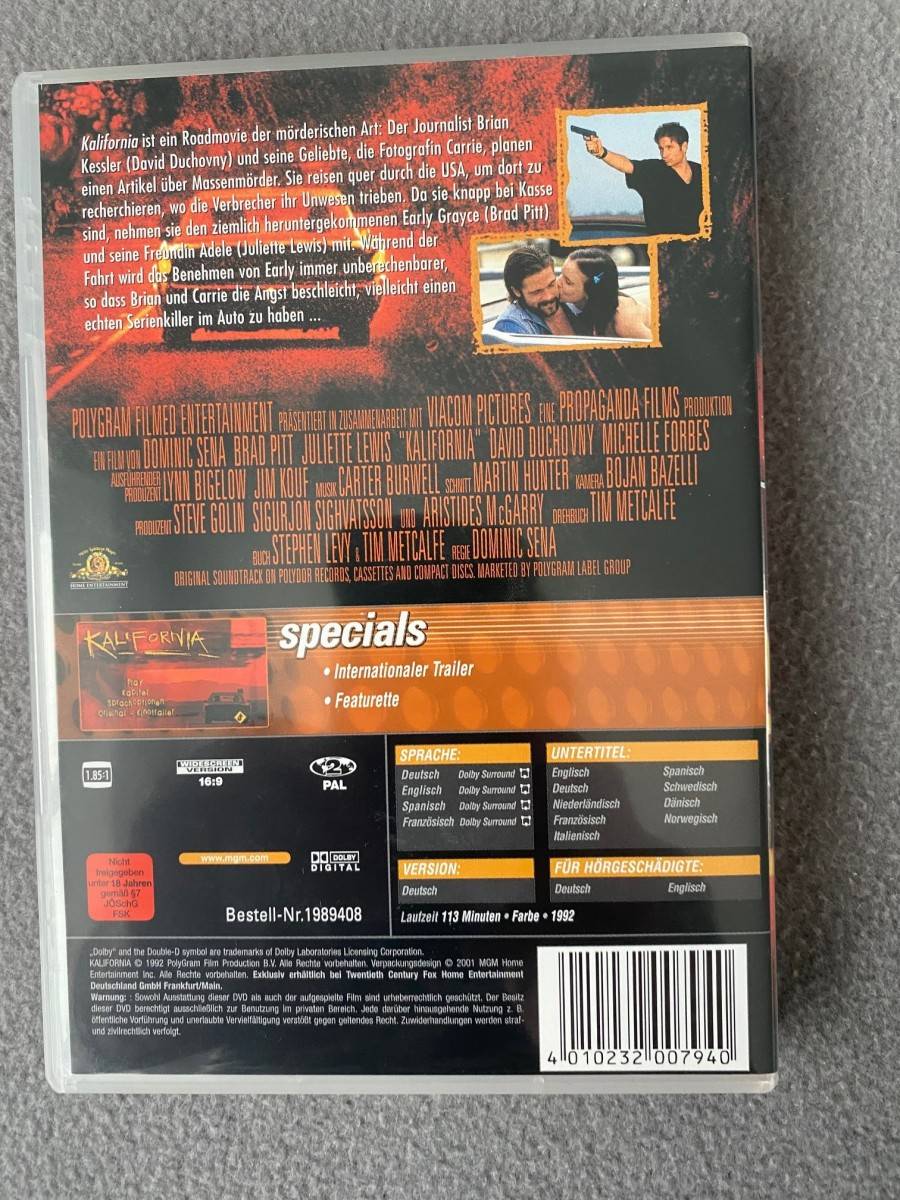 Kalifornia ist ein Roadmovie der mörderischen Art: Der Journalist Brian
Kessler (David Duchovny) und seine Geliebte, die Fotografin Carrie, planen
einen Artikel über Massenmörder. Sie reisen quer durch die USA, um dort zu
recherchieren, wo die Verbrecher ihr Unwesen trieben. Da sie knapp bei Kasse
sind, nehmen sie den ziemlich heruntergekommenen Early Grayce (Brad Pitt)
und seine Freundin Adele (Juliette Lewis) mit. Während der
Fahrt wird das Benehmen von Early immer unberechenbarer,
so dass Brian und Carrie die Angst beschleicht, vielleicht einen
echten Serienkiller im Auto zu haben ...
POLYGRAM FILMED ENTERTAINMENT PRÄSENTIERT IN ZUSAMMENARBEIT MIT VIACOM PICTURES EINE PROPAGANDA FILMS PRODUKTION
EIN FILM VON DOMINIC SENA BRAD PITT JULIETTE LEWIS "KALIFORNIA" DAVID DUCHOVNY MICHELLE FORBES
AUSFÜHRENDER PRODUZENT LYNN BIGELOW JIM KOUF MUSIK CARTER BURWELL SCHNITT MARTIN HUNTER KAMERA BOJAN BAZELLI
PRODUZENT STEVE GOLIN SIGURJON SIGHVATSSON UND ARISTIDES McGARRY DREHBUCH TIM METCALFE
BUCH STEPHEN LEVY & TIM METCALFE REGIE DOMINIC SENA
ORIGINAL SOUNDTRACK ON POLYDOR RECORDS, CASSETTES AND COMPACT DISCS. MARKETED BY POLYGRAM LABEL GROUP
HOME ENTERTAINMENT
KALIFORNIA
Play
Kapitel
Sprachoptionen
Original - Kinotrailer
specials
• Internationaler Trailer
• Featurette
1.85:1
WIDESCREEN
VERSION
16:9
2
PAL
www.mgm.com
DOLBY
DIGITAL
Nicht
freigegeben
unter 18 Jahren
gemäß §7
JÖSchG
FSK
Bestell-Nr.1989408
SPRACHE:
Deutsch Dolby Surround
Englisch Dolby Surround
Spanisch Dolby Surround
Französisch Dolby Surround
UNTERTITEL:
Englisch Spanisch
Deutsch Schwedisch
Niederländisch Dänisch
Französisch Norwegisch
Italienisch
VERSION:
Deutsch
FÜR HÖRGESCHÄDIGTE:
Deutsch Englisch
Laufzeit 113 Minuten • Farbe • 1992
„Dolby" and the Double-D symbol are trademarks of Dolby Laboratories Licensing Corporation.
KALIFORNIA © 1992 PolyGram Film Production B.V. Alle Rechte vorbehalten. Verpackungsdesign © 2001 MGM Home
Entertainment Inc. Alle Rechte vorbehalten. Exklusiv erhältlich bei Twentieth Century Fox Home Entertainment
Deutschland GmbH Frankfurt/Main.
Warnung: : Sowohl Ausstattung dieser DVD als auch der aufgespielte Film sind urheberrechtlich geschützt. Der Besitz
dieser DVD berechtigt ausschließlich zur Benutzung im privaten Bereich. Jede darüber hinausgehende Nutzung z. B.
öffentliche Vorführung und unerlaubte Vervielfältigung verstößt gegen geltendes Recht. Zuwiderhandlungen werden straf-
und zivilrechtlich verfolgt.
4 010232 007940